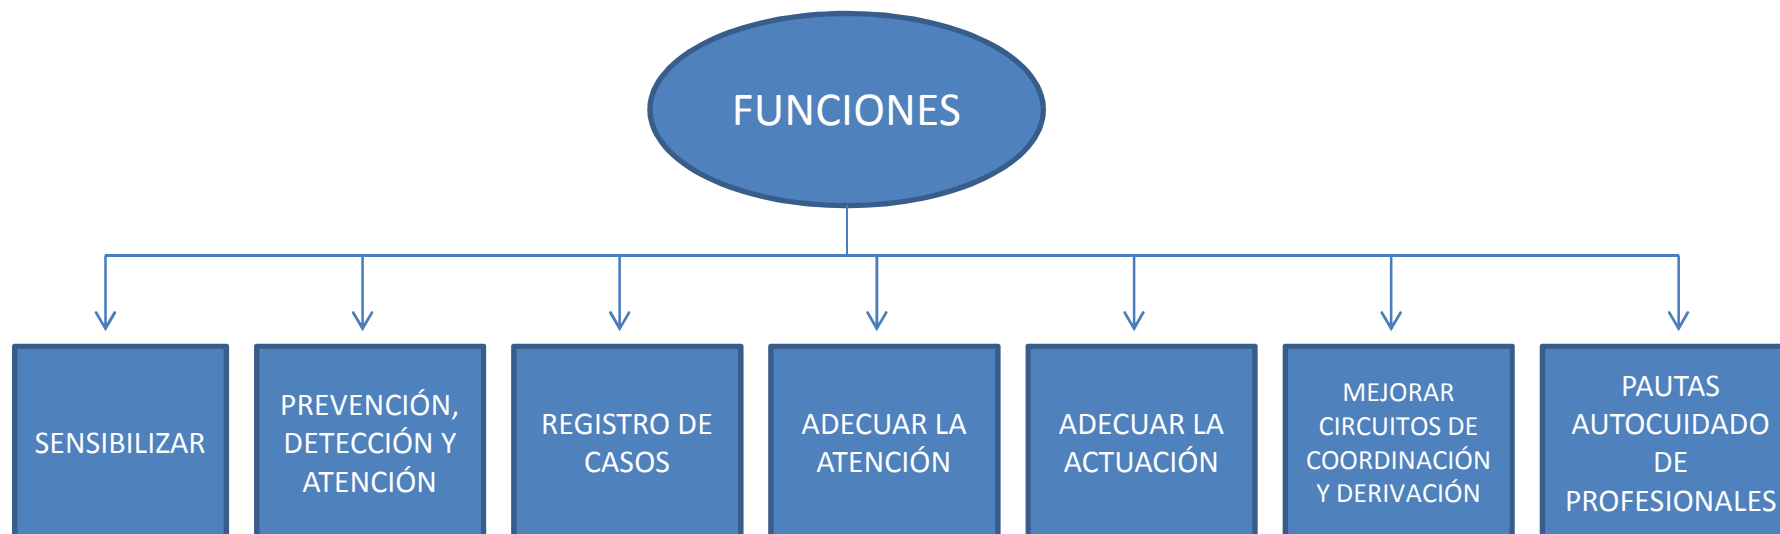 FUNCIONES
SENSIBILIZAR
PREVENCIÓN,
DETECCIÓN Y
ATENCIÓN
REGISTRO DE
CASOS
ADECUAR LA
ATENCIÓN
ADECUAR LA
ACTUACIÓN
MEJORAR
CIRCUITOS DE
COORDINACIÓN
Y DERIVACIÓN
PAUTAS
AUTOCUIDADO
DE
PROFESIONALES